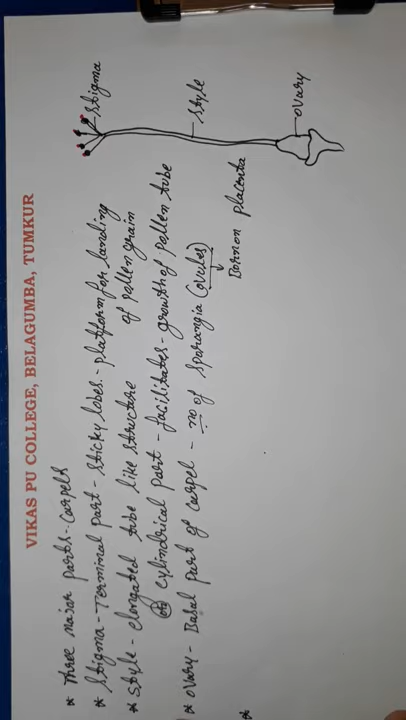 VIKAS PU COLLEGE, BELAGUMBA, TUMKUR
* Three major parts - carpels
* Stigma - Terminal part - sticky lobes - platform for landing
of pollen grain
* Style - elongated tube like structure
(or) cylindrical part - facilitates - growth of pollen tube
* Ovary - Basal part of carpel - no of sporangia (ovules)
Born on placenta
*
Stigma
Style
ovary